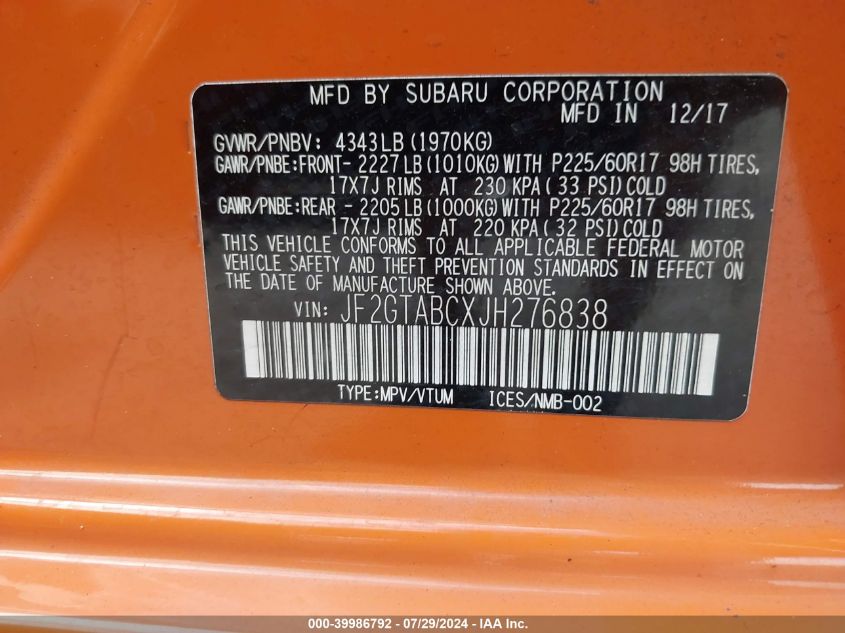 MFD BY SUBARU CORPORATION
MFD IN 12/17
GVWR/PNBV: 4343LB (1970KG)
GAWR/PNBE:FRONT- 2227 LB (1010KG) WITH P225/60R17 98H TIRES,
17X7J RIMS AT 230 KPA ( 33 PSI) COLD
GAWR/PNBE:REAR - 2205 LB (1000KG) WITH P225/60R17 98H TIRES,
17X7J RIMS AT 220 KPA ( 32 PSI) COLD
THIS VEHICLE CONFORMS TO ALL APPLICABLE FEDERAL MOTOR
VEHICLE SAFETY AND THEFT PREVENTION STANDARDS IN EFFECT ON
THE DATE OF MANUFACTURE SHOWN ABOVE.
VIN: JF2GTABCXJH276838
TYPE:MPV/VTUM ICES/NMB-002
000-39986792 - 07/29/2024 - IAA Inc.